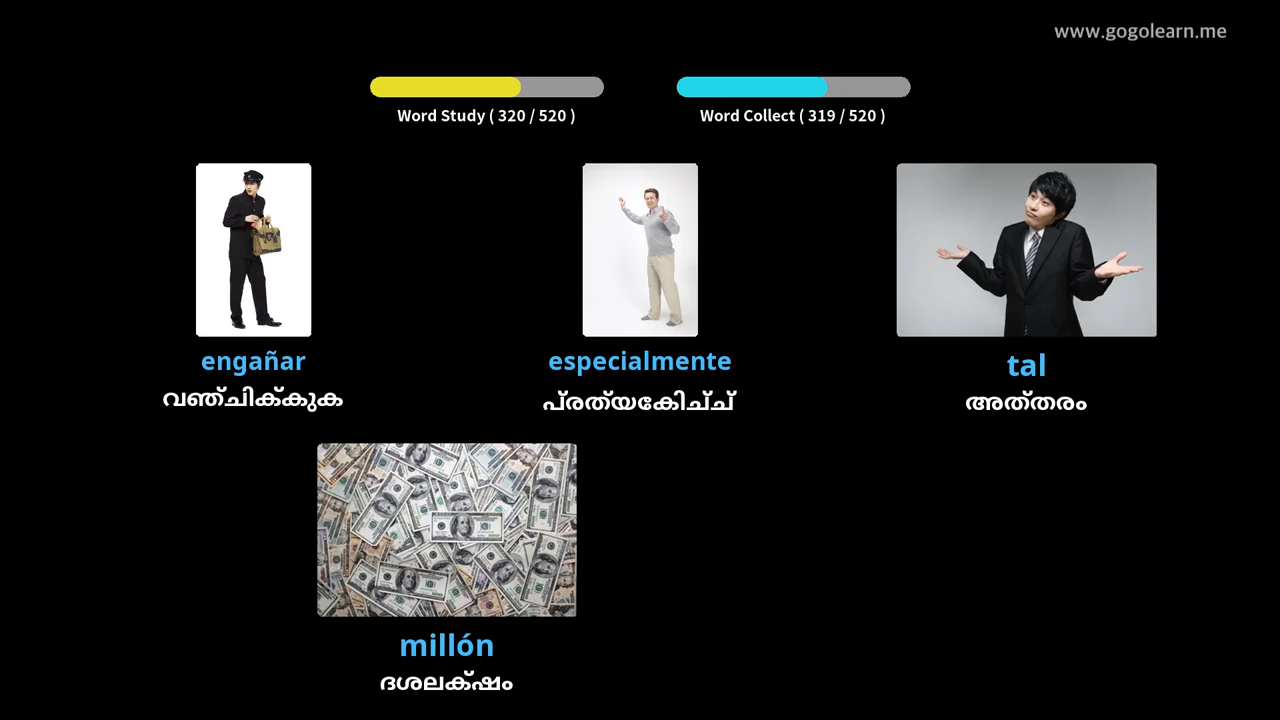 www.gogolearn.me
Word Study ( 320 / 520 )
Word Collect ( 319 / 520 )
engañar
വഞ്ചിക്കുക
especialmente
പ്രത്യകേിച്ച്
tal
അത്തരം
millón
ദശലക്ഷം